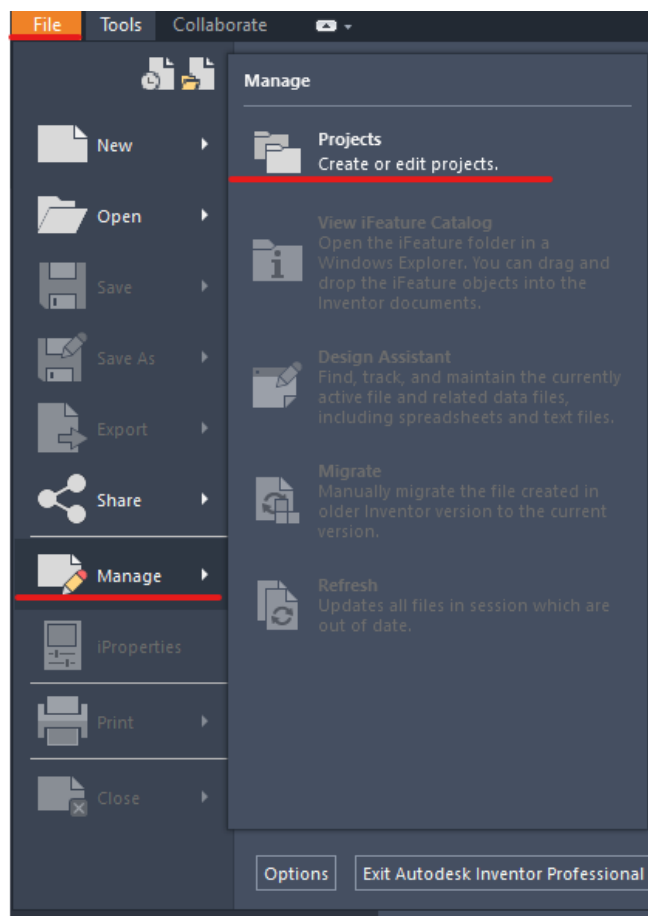 File Tools Collaborate
Manage
New
Projects
Create or edit projects.
Open
View iFeature Catalog
Open the iFeature folder in a
Windows Explorer. You can drag and
drop the iFeature objects into the
Inventor documents.
Save
Save As
Design Assistant
Find, track, and maintain the currently
active file and related data files,
including spreadsheets and text files.
Export
Share
Migrate
Manually migrate the file created in
older Inventor version to the current
version.
Manage
Refresh
Updates all files in session which are
out of date.
iProperties
Print
Close
Options Exit Autodesk Inventor Professional